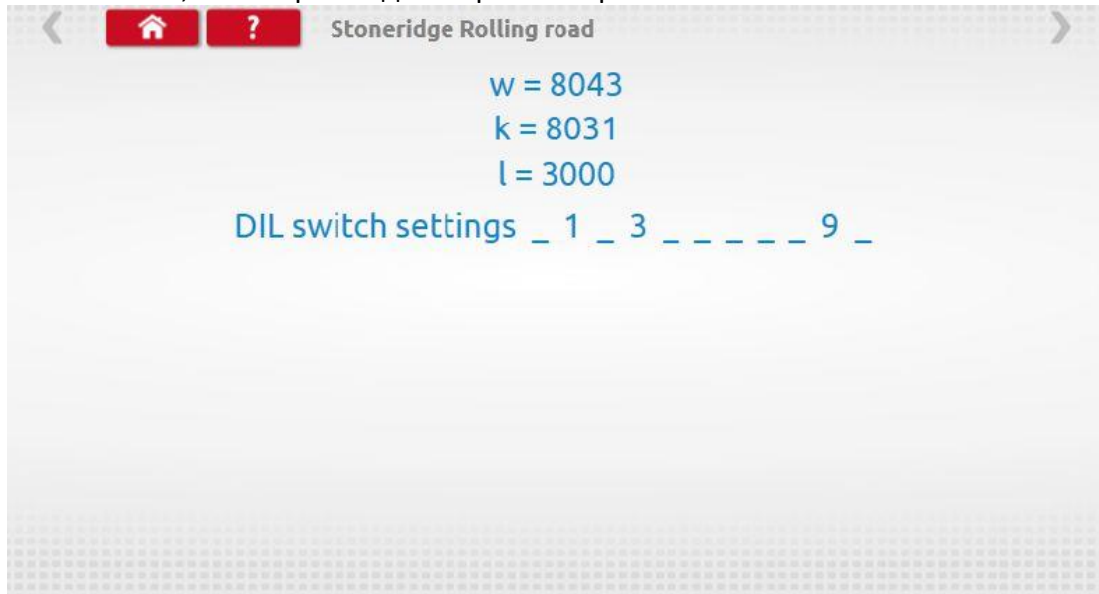 ? Stoneridge Rolling road
w = 8043
k = 8031
l = 3000
DIL switch settings _ 1 _ 3 _ _ _ _ _ 9 _